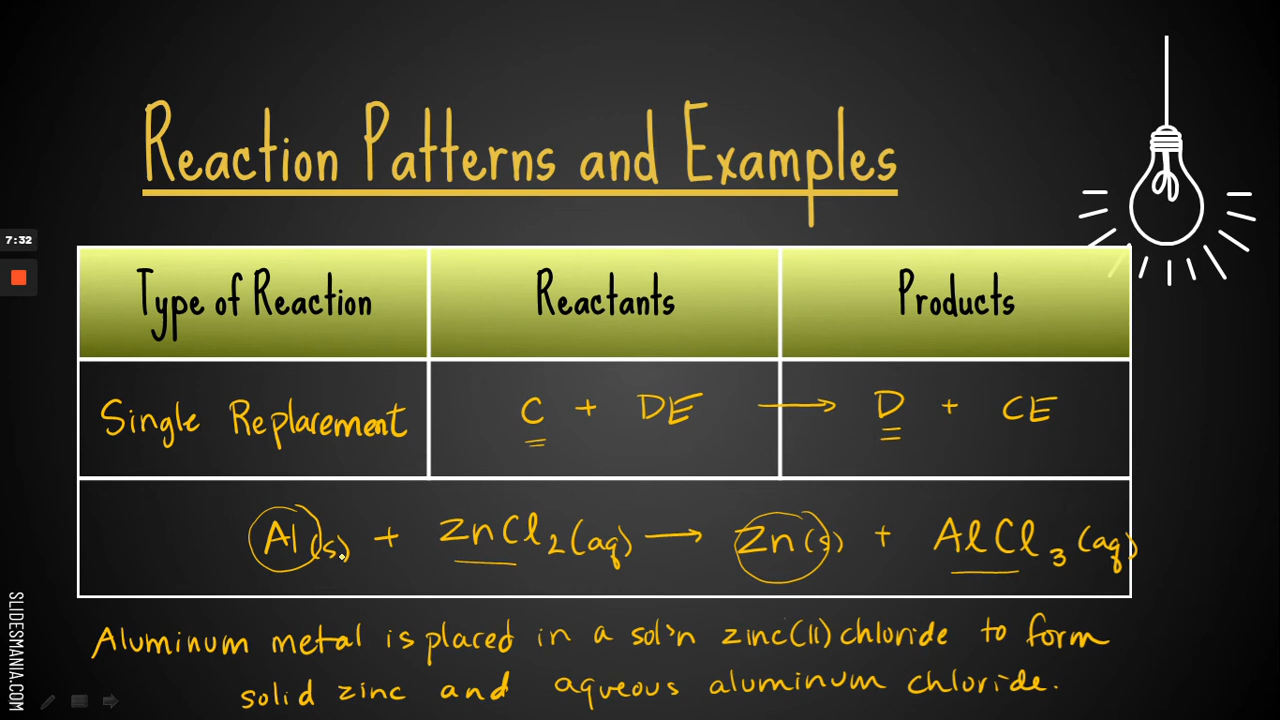 Reaction Patterns and Examples
7:32
Type of Reaction
Reactants
Products
Single Replacement
C + DE → D + CE
Al(s) + ZnCl₂(aq) → Zn(s) + AlCl₃(aq)
Aluminum metal is placed in a sol'n zinc(II) chloride to form
solid zinc and aqueous aluminum chloride.
SLIDESMANIA.COM